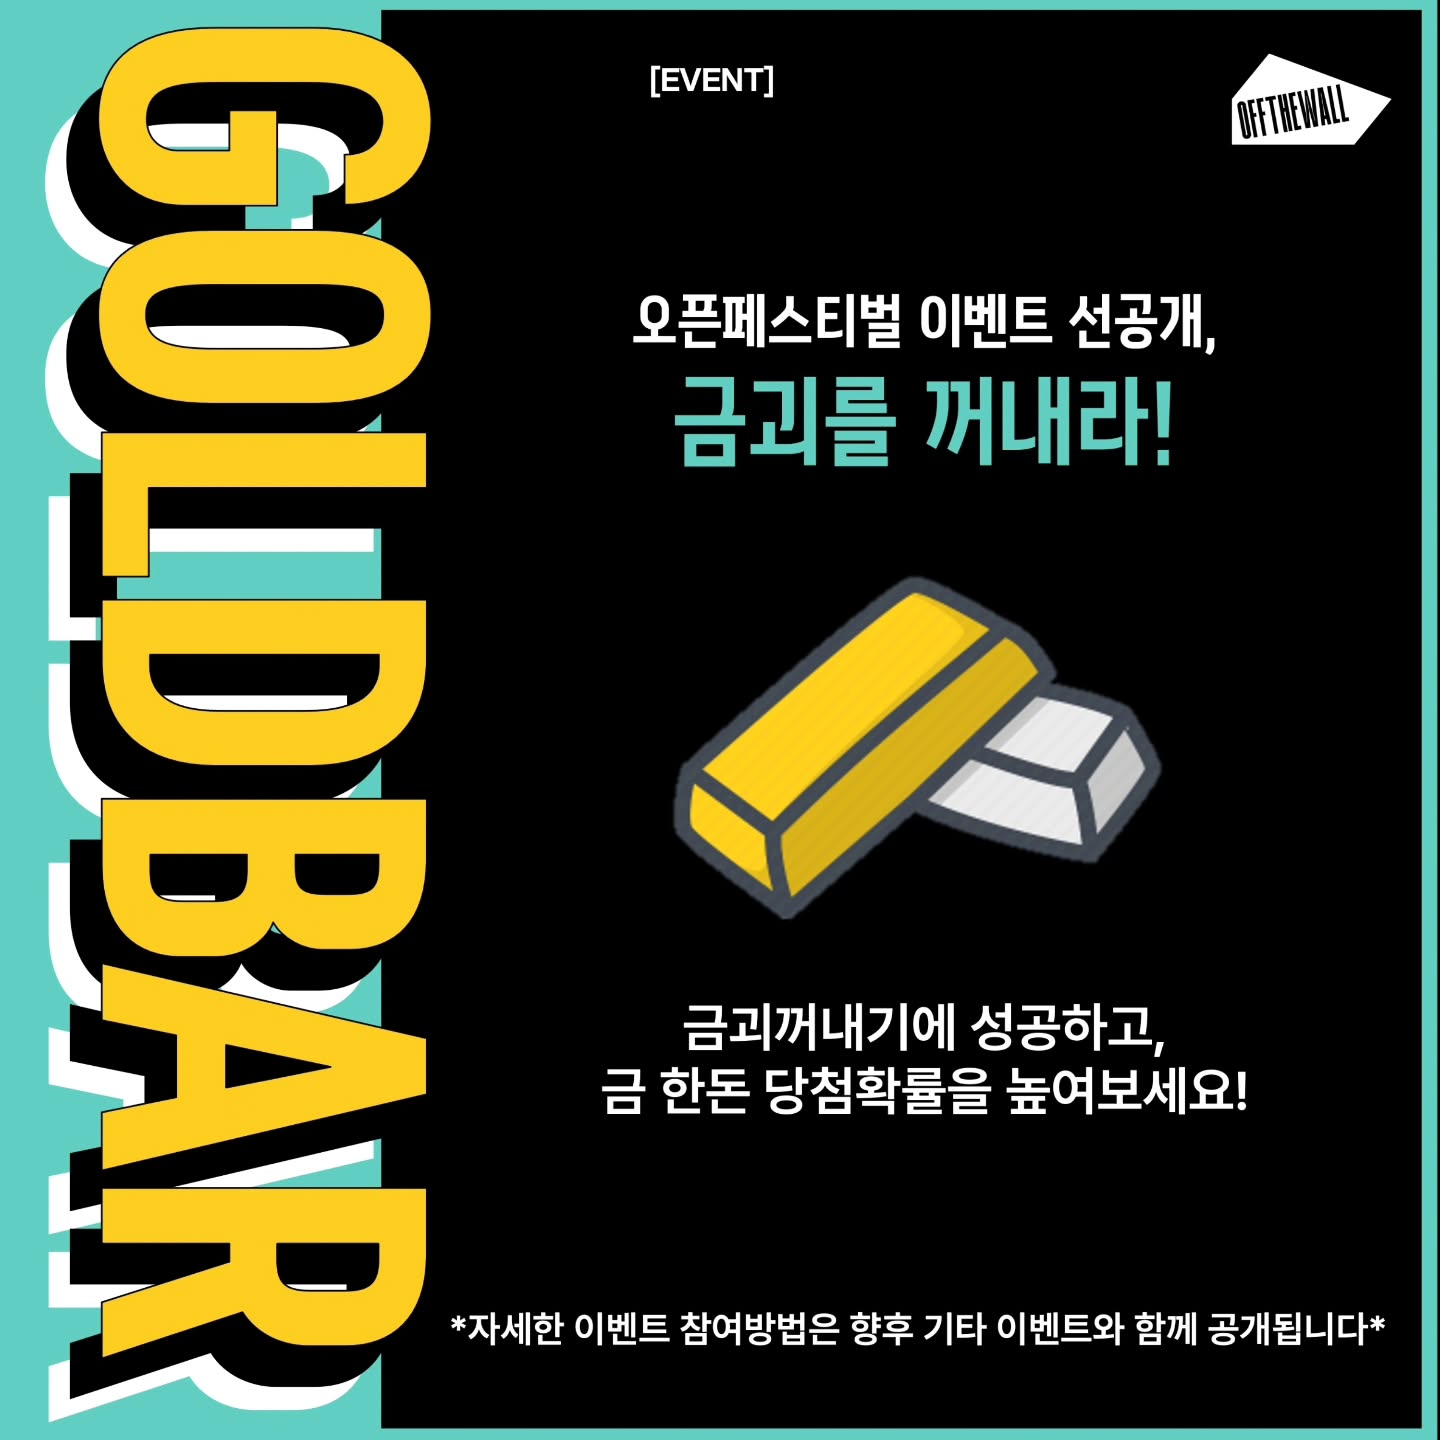 GOLDBAR
[EVENT]
OFFTHEWALL
오픈페스티벌 이벤트 선공개,
금괴를 꺼내라!
금괴꺼내기에 성공하고,
금 한돈 당첨확률을 높여보세요!
*자세한 이벤트 참여방법은 향후 기타 이벤트와 함께 공개됩니다*